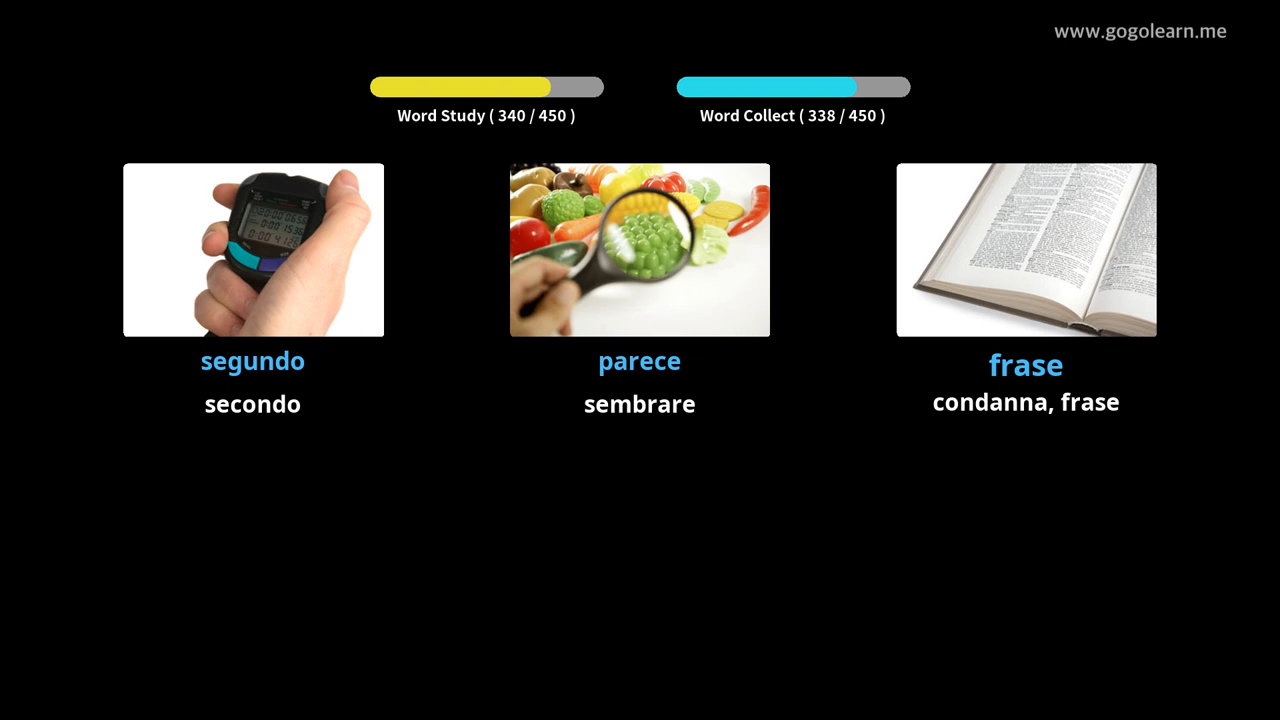 www.gogolearn.me
Word Study ( 340 / 450 )
Word Collect ( 338 / 450 )
segundo
parece
frase
secondo
sembrare
condanna, frase